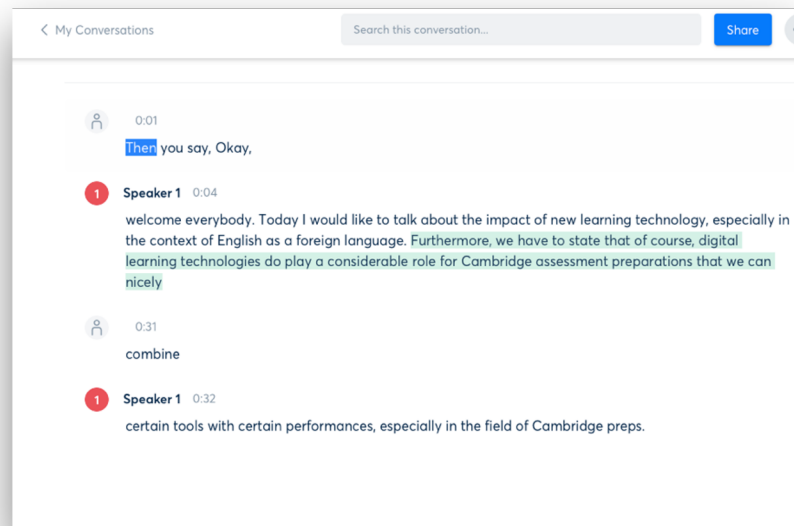 My Conversations
Search this conversation...
Share
0:01
Then you say, Okay,
1
Speaker 1 0:04
welcome everybody. Today I would like to talk about the impact of new learning technology, especially in
the context of English as a foreign language. Furthermore, we have to state that of course, digital
learning technologies do play a considerable role for Cambridge assessment preparations that we can
nicely
0:31
combine
1
Speaker 1 0:32
certain tools with certain performances, especially in the field of Cambridge preps.